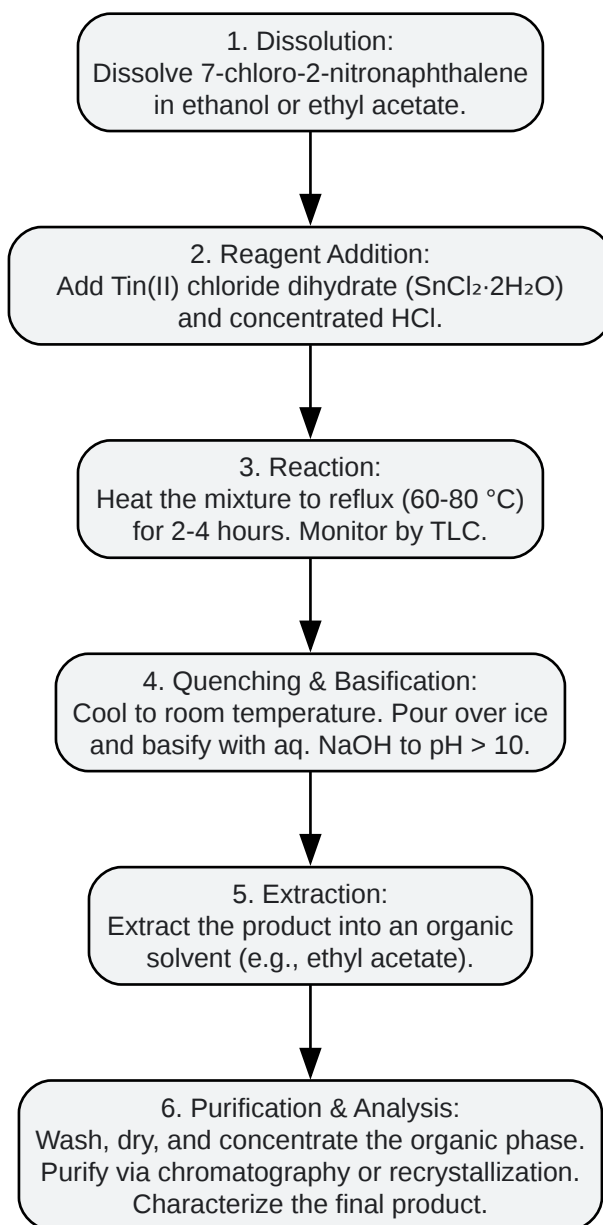 1. Dissolution:
Dissolve 7-chloro-2-nitronaphthalene
in ethanol or ethyl acetate.
2. Reagent Addition:
Add Tin(II) chloride dihydrate (SnCl₂·2H₂O)
and concentrated HCl.
3. Reaction:
Heat the mixture to reflux (60-80 °C)
for 2-4 hours. Monitor by TLC.
4. Quenching & Basification:
Cool to room temperature. Pour over ice
and basify with aq. NaOH to pH > 10.
5. Extraction:
Extract the product into an organic
solvent (e.g., ethyl acetate).
6. Purification & Analysis:
Wash, dry, and concentrate the organic phase.
Purify via chromatography or recrystallization.
Characterize the final product.